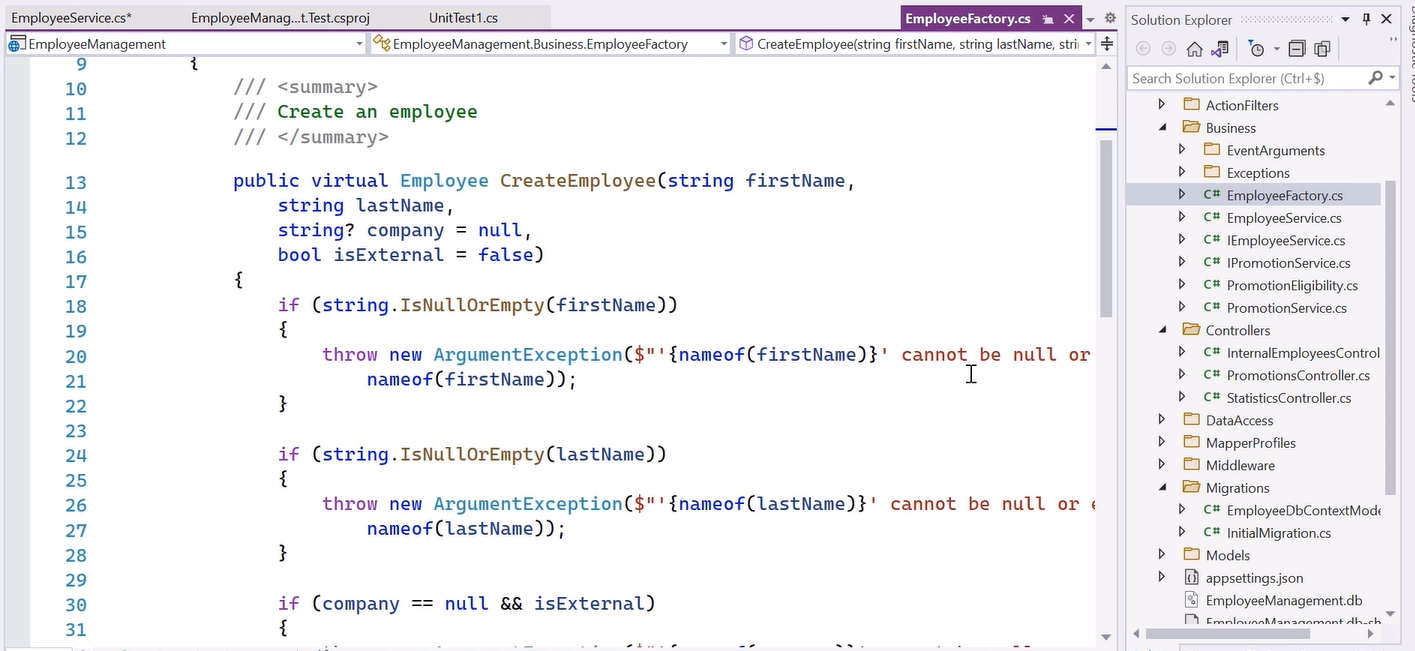 EmployeeService.cs*
EmployeeManag...t.Test.csproj
UnitTest1.cs
EmployeeFactory.cs
EmployeeManagement
EmployeeManagement.Business.EmployeeFactory
CreateEmployee(string firstName, string lastName, stri
9 {
10 /// <summary>
11 /// Create an employee
12 /// </summary>
13 public virtual Employee CreateEmployee(string firstName,
14 string lastName,
15 string? company = null,
16 bool isExternal = false)
17 {
18 if (string.IsNullOrEmpty(firstName))
19 {
20 throw new ArgumentException($"'{nameof(firstName)}' cannot be null or
21 nameof(firstName));
22 }
23
24 if (string.IsNullOrEmpty(lastName))
25 {
26 throw new ArgumentException($"'{nameof(lastName)}' cannot be null or e
27 nameof(lastName));
28 }
29
30 if (company == null && isExternal)
31 {
Solution Explorer
Search Solution Explorer (Ctrl+$)
ActionFilters
Business
EventArguments
Exceptions
C# EmployeeFactory.cs
C# EmployeeService.cs
C# IEmployeeService.cs
C# IPromotionService.cs
C# PromotionEligibility.cs
C# PromotionService.cs
Controllers
C# InternalEmployeesControl
C# PromotionsController.cs
C# StatisticsController.cs
DataAccess
MapperProfiles
Middleware
Migrations
C# EmployeeDbContextMode
C# InitialMigration.cs
Models
appsettings.json
EmployeeManagement.db
EmployeeManagement.db-sh